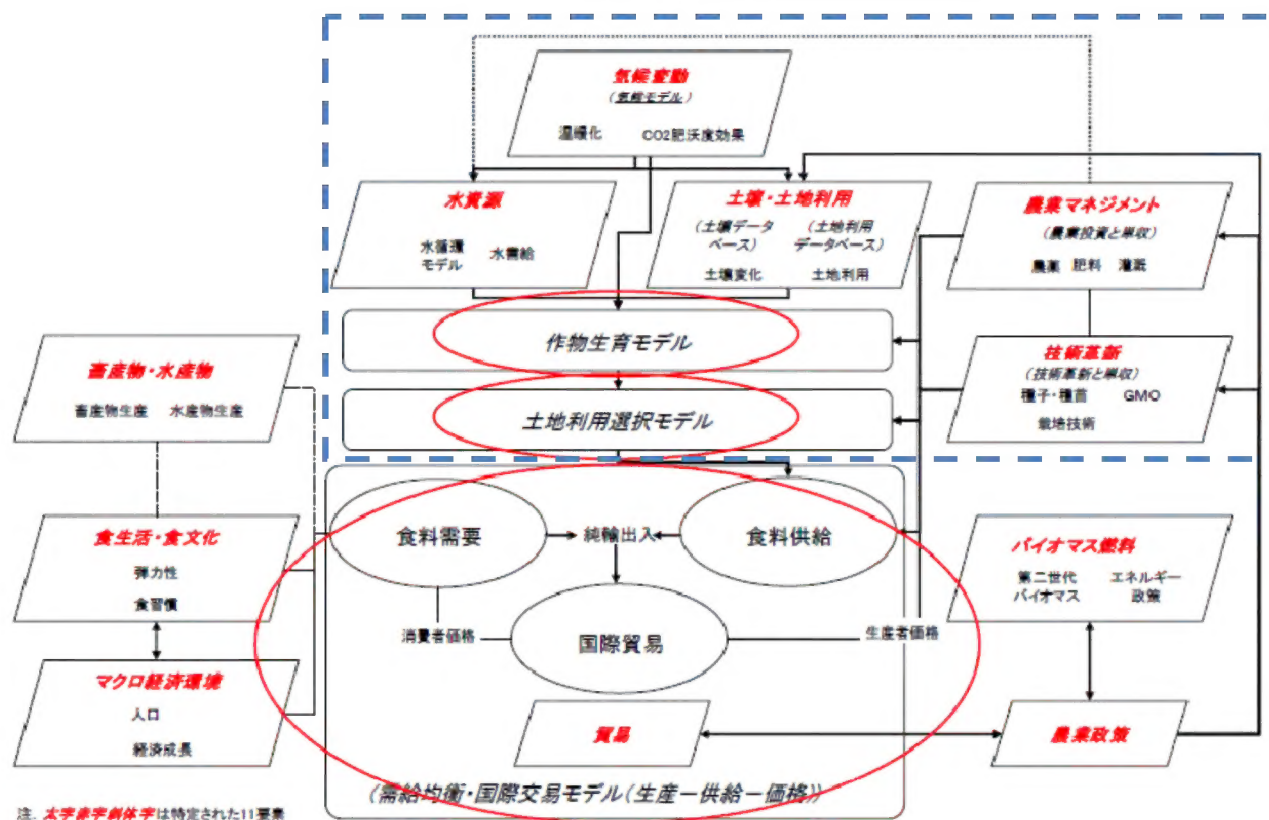 気候変動
(気候モデル)
温暖化 CO2肥沃度効果
水資源
水循環
モデル
水需給
土壌・土地利用
(土壌データ
ベース)
(土地利用
データベース)
土壌変化 土地利用
農業マネジメント
(農業投資と単収)
農薬 肥料 灌漑
作物生育モデル
技術革新
(技術革新と単収)
種子・種苗 GMO
栽培技術
土地利用選択モデル
畜産物・水産物
畜産物生産 水産物生産
食料需要
純輸出入
食料供給
食生活・食文化
弾力性
食習慣
バイオマス燃料
第二世代
バイオマス
エネルギー
政策
消費者価格
国際貿易
生産者価格
マクロ経済環境
人口
経済成長
貿易
農業政策
(需給均衡・国際交易モデル(生産-供給-価格))
注. 太字赤字斜体字は特定された11要素